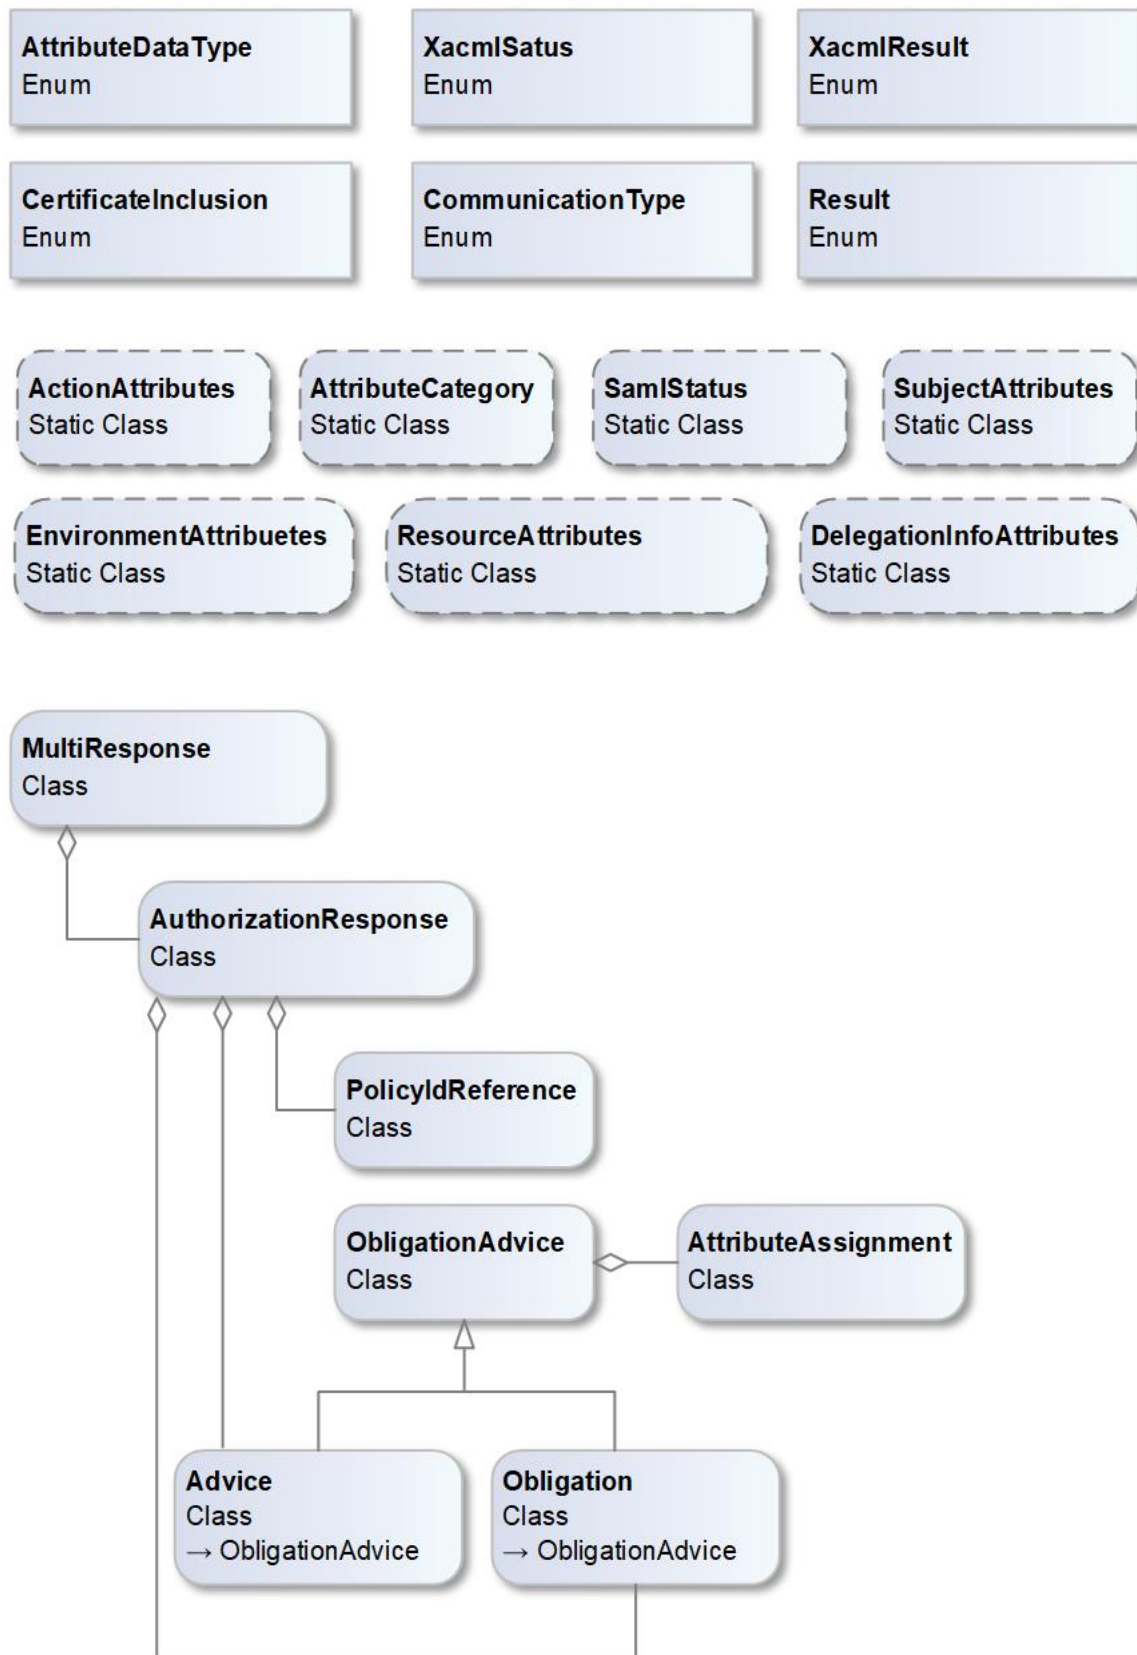 AttributeDataType
Enum
XacmlSatus
Enum
XacmlResult
Enum
CertificateInclusion
Enum
CommunicationType
Enum
Result
Enum
ActionAttributes
Static Class
AttributeCategory
Static Class
SamlStatus
Static Class
SubjectAttributes
Static Class
EnvironmentAttribuetes
Static Class
ResourceAttributes
Static Class
DelegationInfoAttributes
Static Class
MultiResponse
Class
AuthorizationResponse
Class
PolicyIdReference
Class
ObligationAdvice
Class
AttributeAssignment
Class
Advice
Class
→ ObligationAdvice
Obligation
Class
→ ObligationAdvice